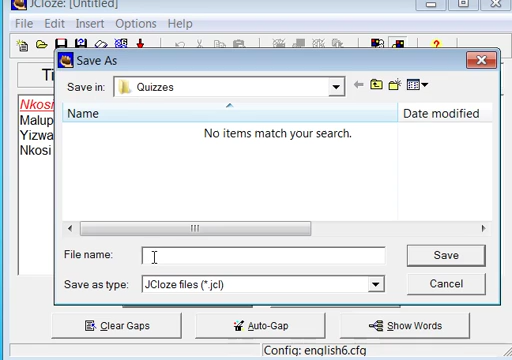 JCloze: [Untitled]
File Edit Insert Options Help
Save As
Save in: Quizzes
Name Date modified
No items match your search.
Nkosi
Malup
Yizwa
Nkosi
File name:
Save as type: JCloze files (*.jcl)
Save
Cancel
Clear Gaps Auto-Gap Show Words
Config: english6.cfg